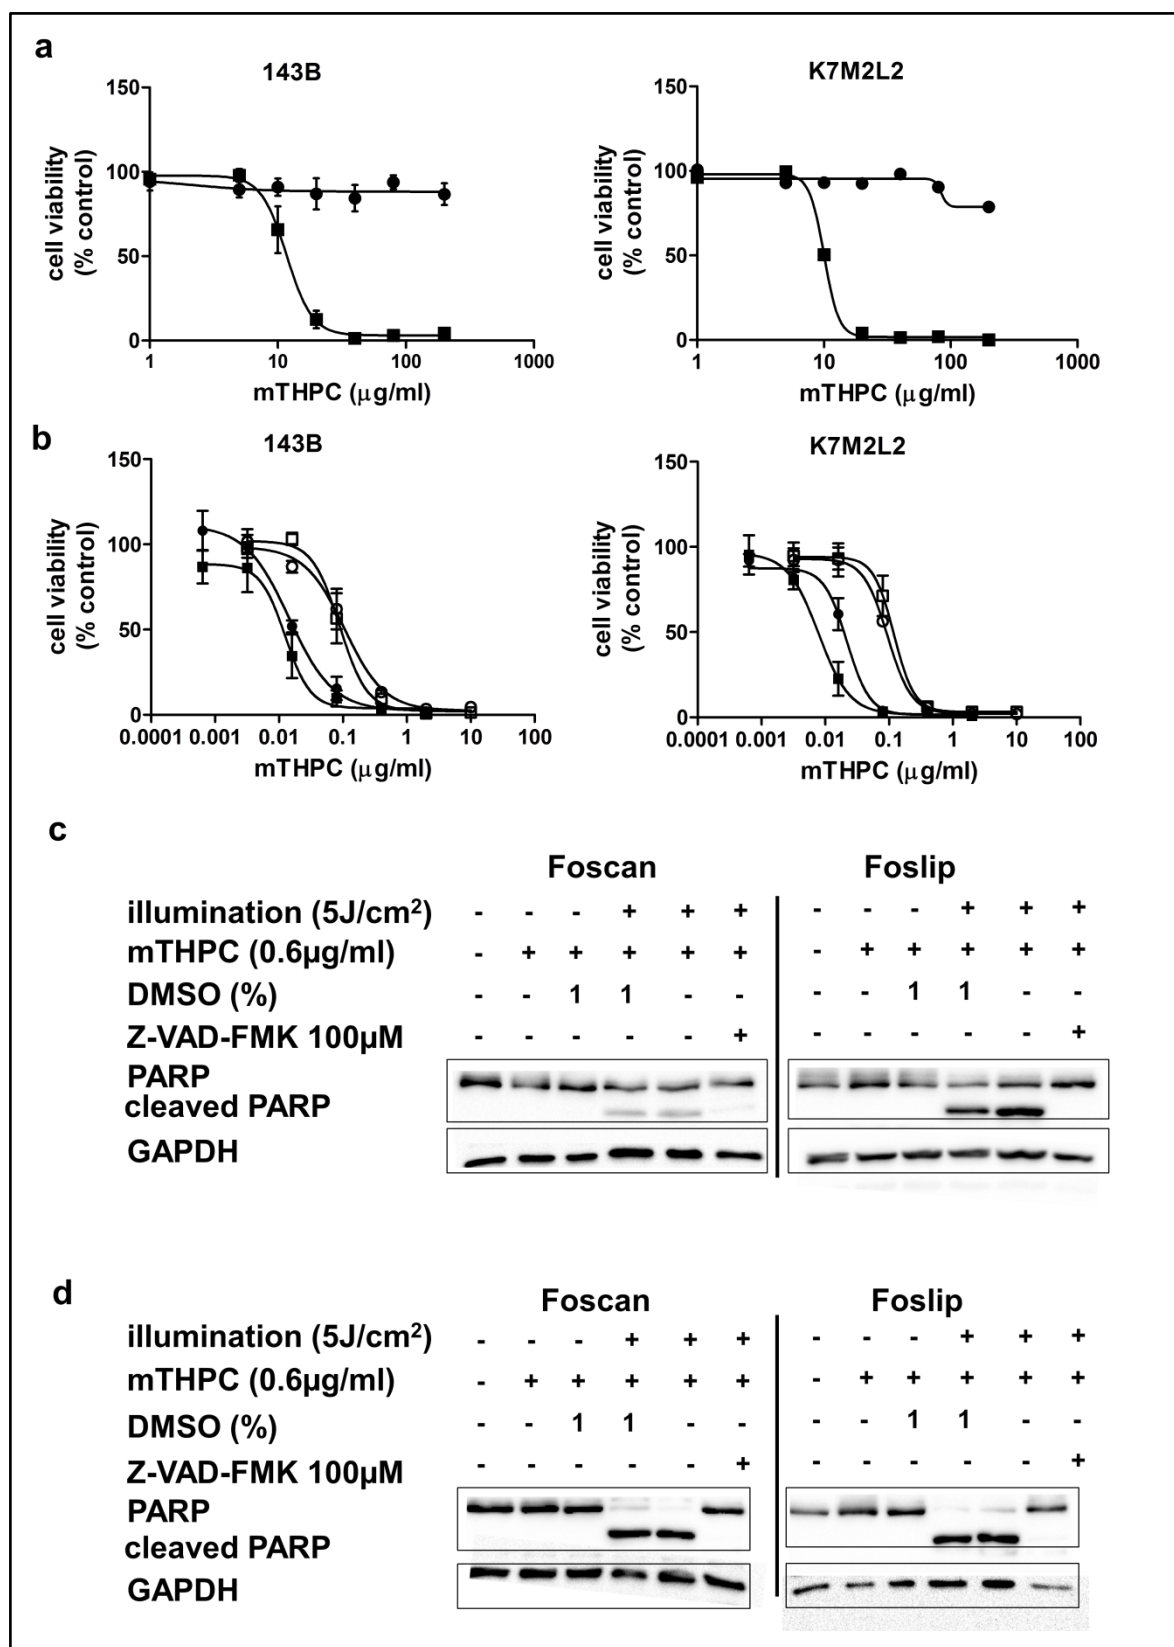 a
143B
K7M2L2
150
100
50
0
cell viability
(% control)
1 10 100 1000
mTHPC (μg/ml)
150
100
50
0
cell viability
(% control)
1 10 100 1000
mTHPC (μg/ml)
b
143B
K7M2L2
150
100
50
0
cell viability
(% control)
0.0001 0.001 0.01 0.1 1 10 100
mTHPC (μg/ml)
150
100
50
0
cell viability
(% control)
0.0001 0.001 0.01 0.1 1 10 100
mTHPC (μg/ml)
c
Foscan Foslip
illumination (5J/cm²) - - - + + + - - - + + +
mTHPC (0.6μg/ml) - + + + + + - + + + + +
DMSO (%) - - 1 1 - - - - 1 1 - -
Z-VAD-FMK 100μM - - - - - + - - - - - +
PARP
cleaved PARP
GAPDH
d
Foscan Foslip
illumination (5J/cm²) - - - + + + - - - + + +
mTHPC (0.6μg/ml) - + + + + + - + + + + +
DMSO (%) - - 1 1 - - - - 1 1 - -
Z-VAD-FMK 100μM - - - - - + - - - - - +
PARP
cleaved PARP
GAPDH